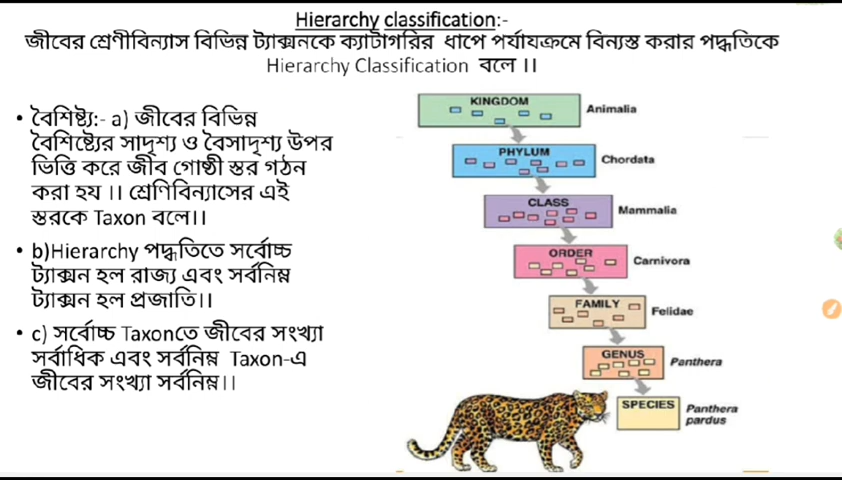 Hierarchy classification:-
জীবের শ্রেণীবিন্যাস বিভিন্ন ট্যাক্সনকে ক্যাটাগরির ধাপে পর্যাযক্রমে বিন্যস্ত করার পদ্ধতিকে
Hierarchy Classification বলে ।।
• বৈশিষ্ট্য:- a) জীবের বিভিন্ন
বৈশিষ্ট্যের সাদৃশ্য ও বৈসাদৃশ্য উপর
ভিত্তি করে জীব গোষ্ঠী স্তর গঠন
করা হয ।। শ্রেণিবিন্যাসের এই
স্তরকে Taxon বলে।।
• b)Hierarchy পদ্ধতিতে সর্বোচ্চ
ট্যাক্সন হল রাজ্য এবং সর্বনিম্ন
ট্যাক্সন হল প্রজাতি।।
• c) সর্বোচ্চ Taxonতে জীবের সংখ্যা
সর্বাধিক এবং সর্বনিম্ন Taxon-এ
জীবের সংখ্যা সর্বনিম্ন।।
KINGDOM Animalia
PHYLUM Chordata
CLASS Mammalia
ORDER Carnivora
FAMILY Felidae
GENUS Panthera
SPECIES Panthera
pardus